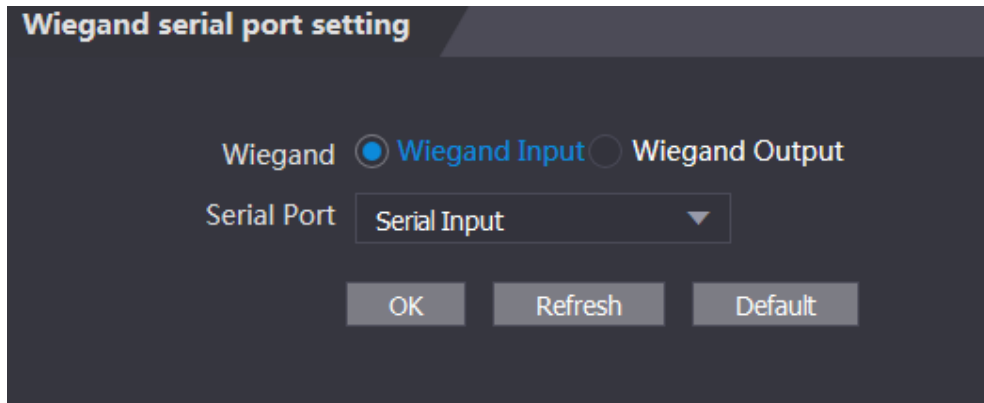 Wiegand serial port setting
Wiegand Wiegand Input Wiegand Output
Serial Port Serial Input
OK Refresh Default